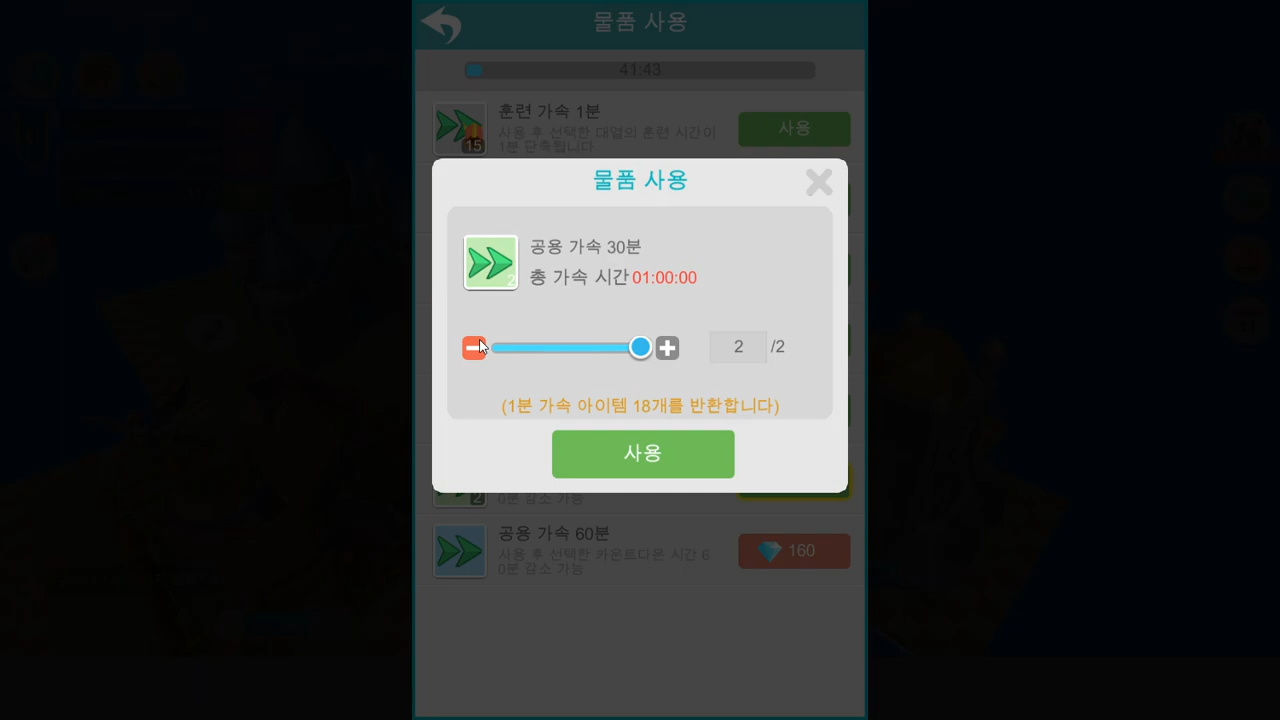 물품 사용
41:43
훈련 가속 1분
사용 후 선택한 대열의 훈련 시간이
1분 단축됩니다
15
사용
물품 사용
공용 가속 30분
총 가속 시간 01:00:00
2
2 /2
(1분 가속 아이템 18개를 반환합니다)
사용
2
0분 감소 가능
공용 가속 60분
사용 후 선택한 카운트다운 시간 6
0분 감소 가능
160